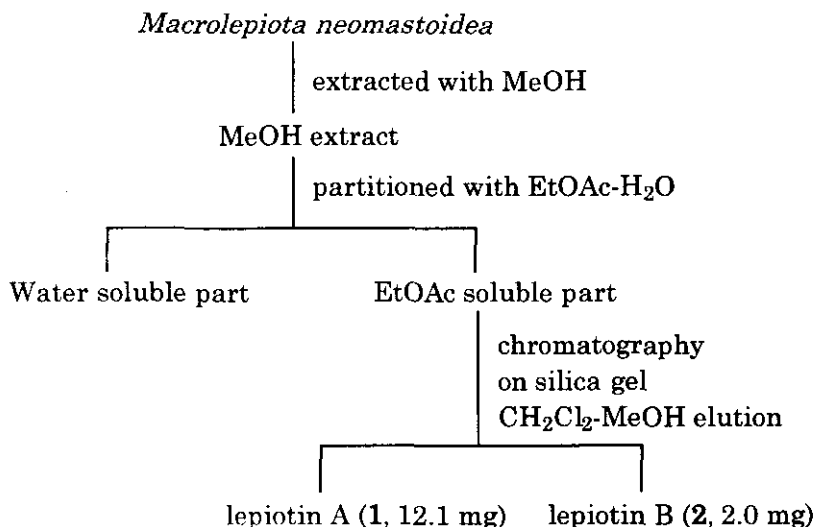 Macrolepiota neomastoidea
extracted with MeOH
MeOH extract
partitioned with EtOAc-H₂O
Water soluble part
EtOAc soluble part
chromatography
on silica gel
CH₂Cl₂-MeOH elution
lepiotin A (1, 12.1 mg)
lepiotin B (2, 2.0 mg)